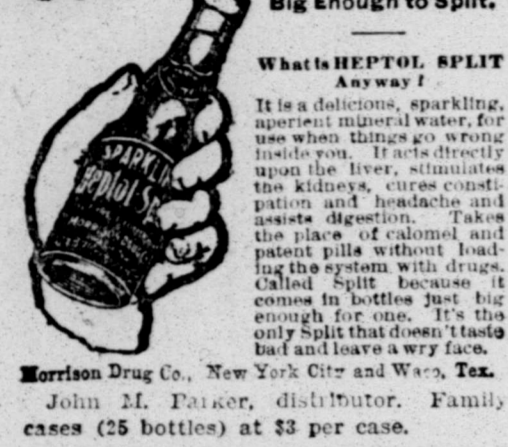 Big Enough to Split.
What is HEPTOL SPLIT
Anyway?
It is a delicious, sparkling,
aperient mineral water, for
use when things go wrong
inside you. It acts directly
upon the liver, stimulates
the kidneys, cures consti-
pation and headache and
assists digestion. Takes
the place of calomel and
patent pills without load-
ing the system with drugs.
Called Split because it
comes in bottles just big
enough for one. It's the
only Split that doesn't taste
bad and leave a wry face.
SPARKLI
Heptol Sp
Morrison Drug Co., New York City and Waco, Tex.
John M. Parker, distributor. Family
cases (25 bottles) at $3 per case.